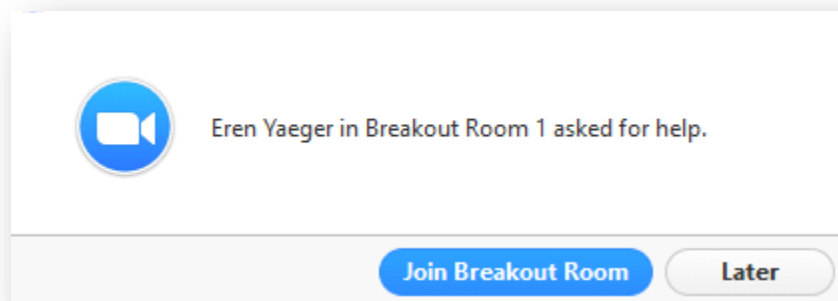 Eren Yaeger in Breakout Room 1 asked for help.
Join Breakout Room
Later